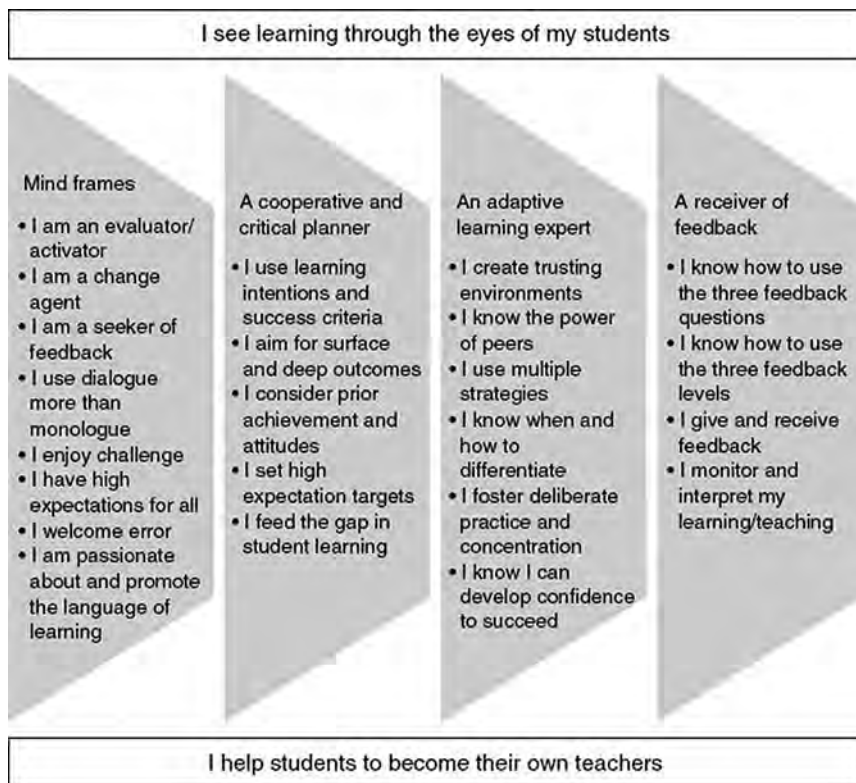 I see learning through the eyes of my students
Mind frames
• I am an evaluator/
activator
• I am a change
agent
• I am a seeker of
feedback
• I use dialogue
more than
monologue
• I enjoy challenge
• I have high
expectations for all
• I welcome error
• I am passionate
about and promote
the language of
learning
A cooperative and
critical planner
• I use learning
intentions and
success criteria
• I aim for surface
and deep outcomes
• I consider prior
achievement and
attitudes
• I set high
expectation targets
• I feed the gap in
student learning
An adaptive
learning expert
• I create trusting
environments
• I know the power
of peers
• I use multiple
strategies
• I know when and
how to
differentiate
• I foster deliberate
practice and
concentration
• I know I can
develop confidence
to succeed
A receiver of
feedback
• I know how to use
the three feedback
questions
• I know how to use
the three feedback
levels
• I give and receive
feedback
• I monitor and
interpret my
learning/teaching
I help students to become their own teachers